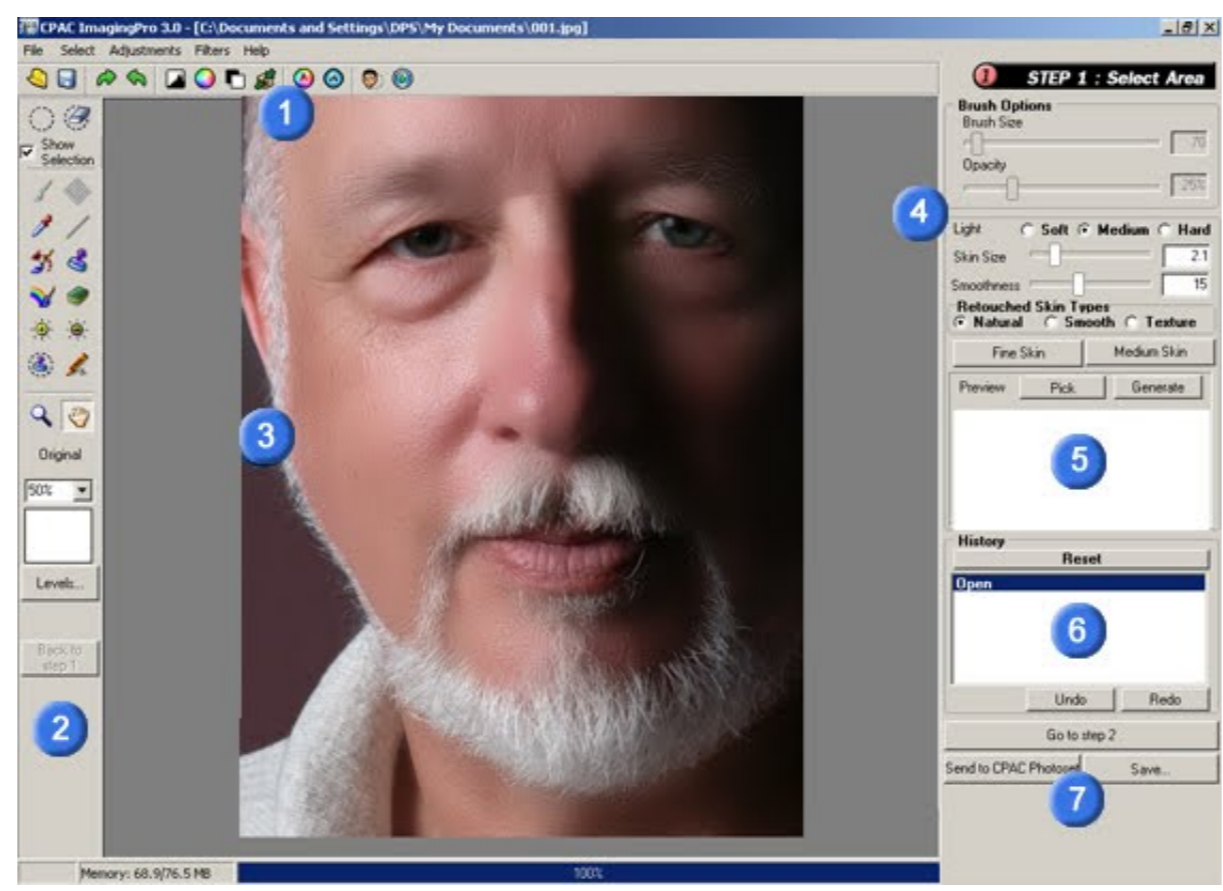 CPAC ImagingPro 3.0 - [C:\Documents and Settings\DPS\My Documents\001.jpg]
File Select Adjustments Filters Help
1
Show
Selection
Original
50%
Levels...
Back to
step 1
2
3
Memory: 68.9/76.5 MB
100%
1 STEP 1 : Select Area
Brush Options
Brush Size
70
Opacity
25%
4
Light Soft Medium Hard
Skin Size 2.1
Smoothness 15
Retouched Skin Types
Natural Smooth Texture
Fine Skin Medium Skin
Preview Pick Generate
5
History
Reset
Open
6
Undo Redo
Go to step 2
Send to CPAC Save...
7